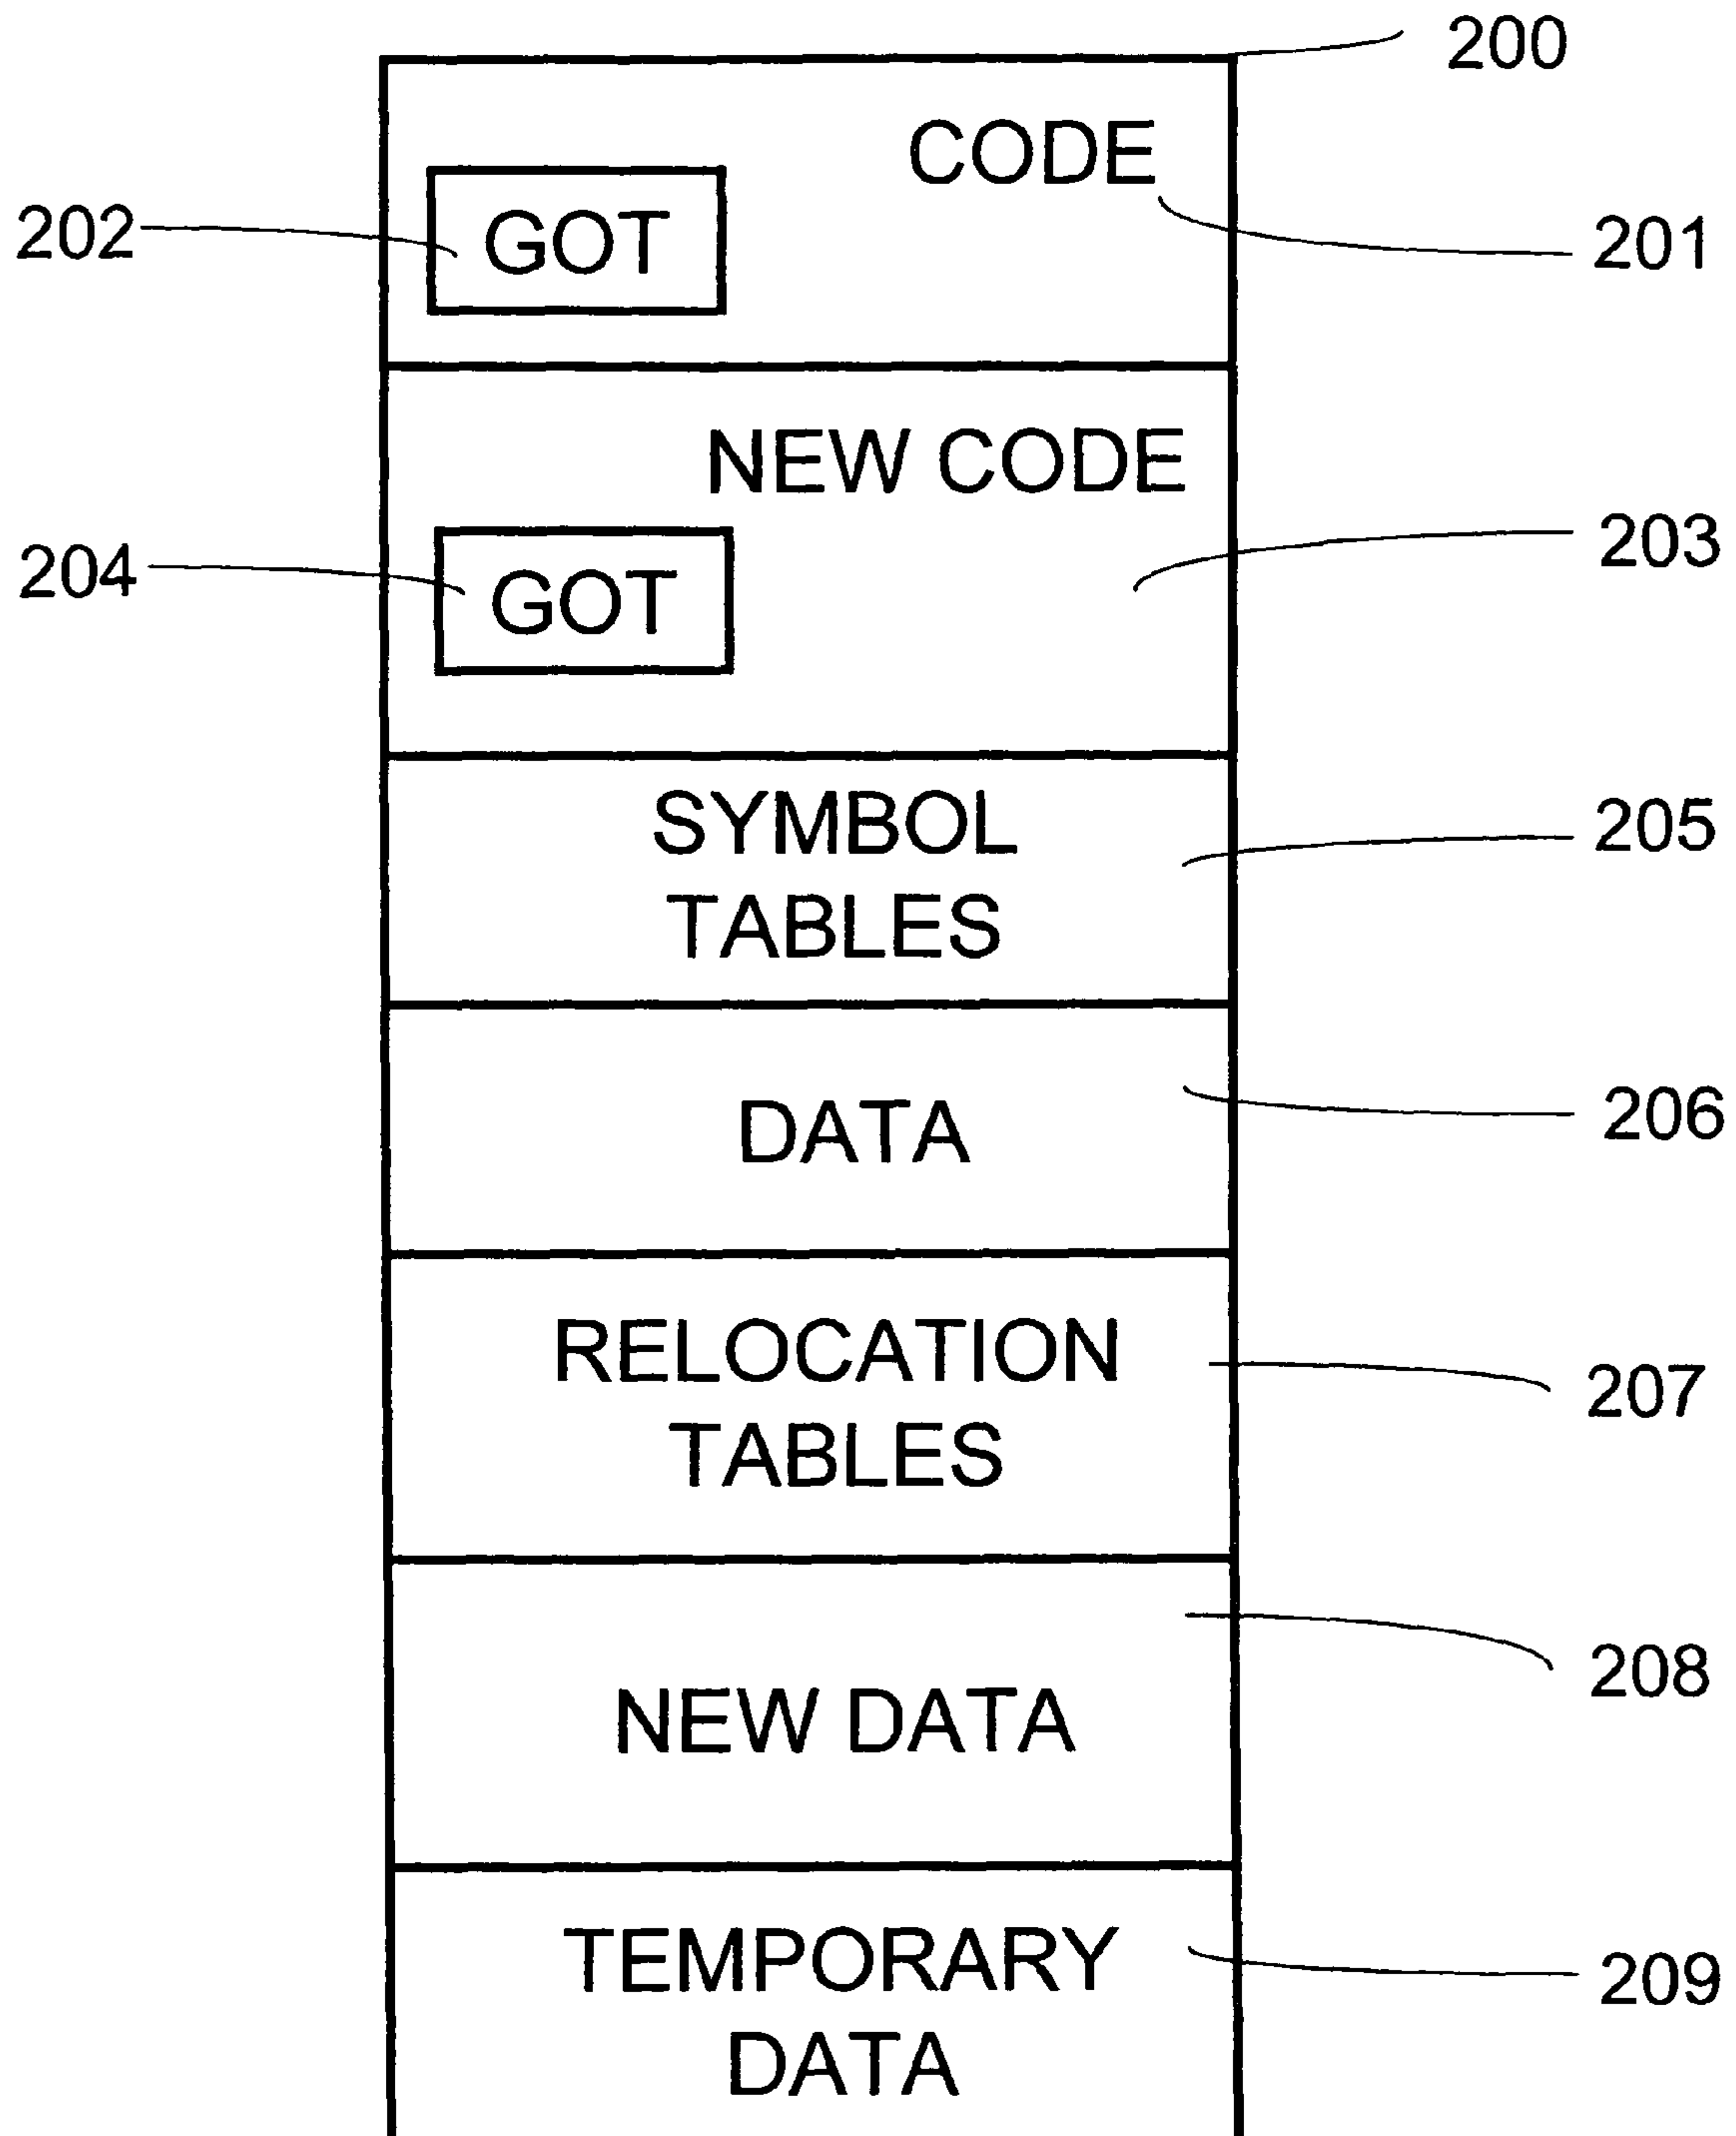 200
CODE
202
GOT
201
NEW CODE
203
204
GOT
SYMBOL
TABLES
205
DATA
206
RELOCATION
TABLES
207
NEW DATA
208
TEMPORARY
DATA
209